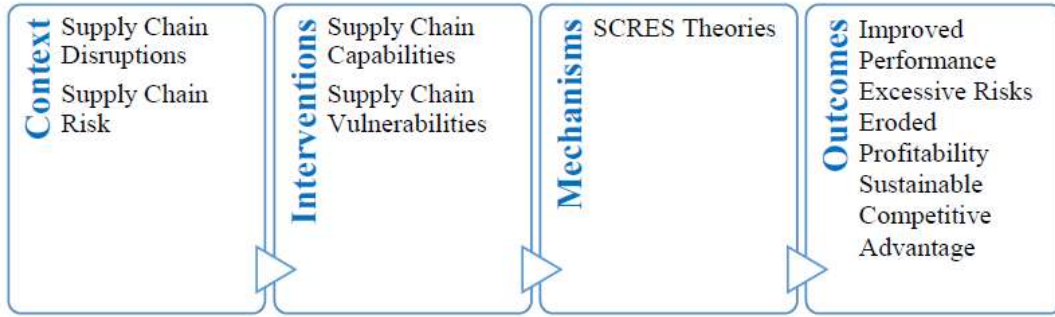 Context
Supply Chain
Disruptions
Supply Chain
Risk
Interventions
Supply Chain
Capabilities
Supply Chain
Vulnerabilities
Mechanisms
SCRES Theories
Outcomes
Improved
Performance
Excessive Risks
Eroded
Profitability
Sustainable
Competitive
Advantage